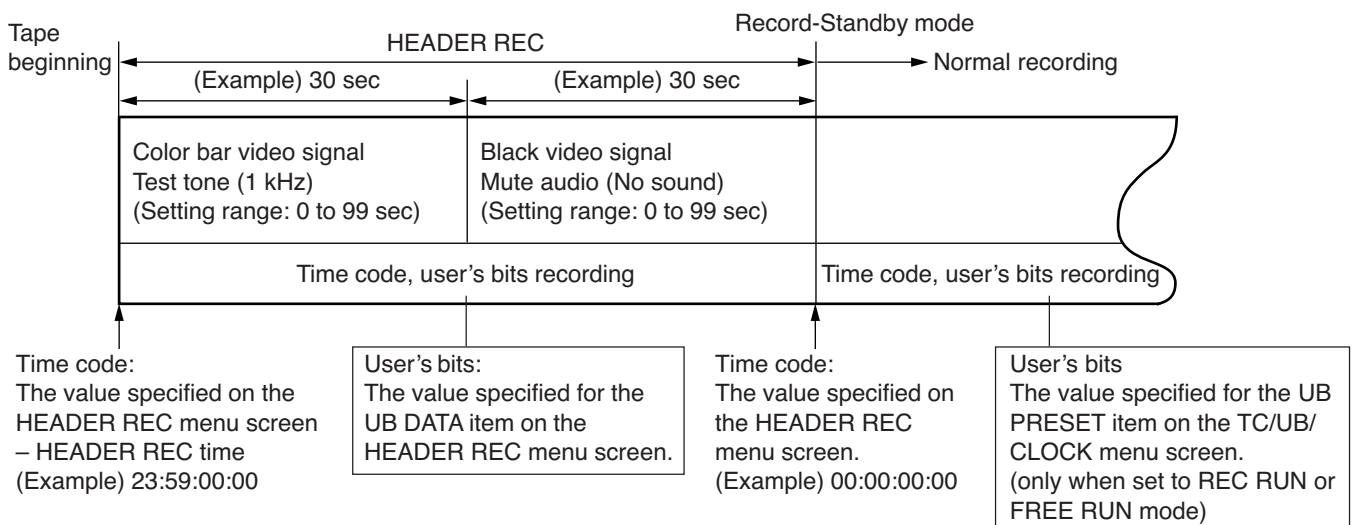 Tape
beginning
HEADER REC
Record-Standby mode
Normal recording
(Example) 30 sec
(Example) 30 sec
Color bar video signal
Test tone (1 kHz)
(Setting range: 0 to 99 sec)
Black video signal
Mute audio (No sound)
(Setting range: 0 to 99 sec)
Time code, user's bits recording
Time code, user's bits recording
Time code:
The value specified on the
HEADER REC menu screen
– HEADER REC time
(Example) 23:59:00:00
User's bits:
The value specified for the
UB DATA item on the
HEADER REC menu screen.
Time code:
The value specified on
the HEADER REC
menu screen.
(Example) 00:00:00:00
User's bits
The value specified for the UB
PRESET item on the TC/UB/
CLOCK menu screen.
(only when set to REC RUN or
FREE RUN mode)